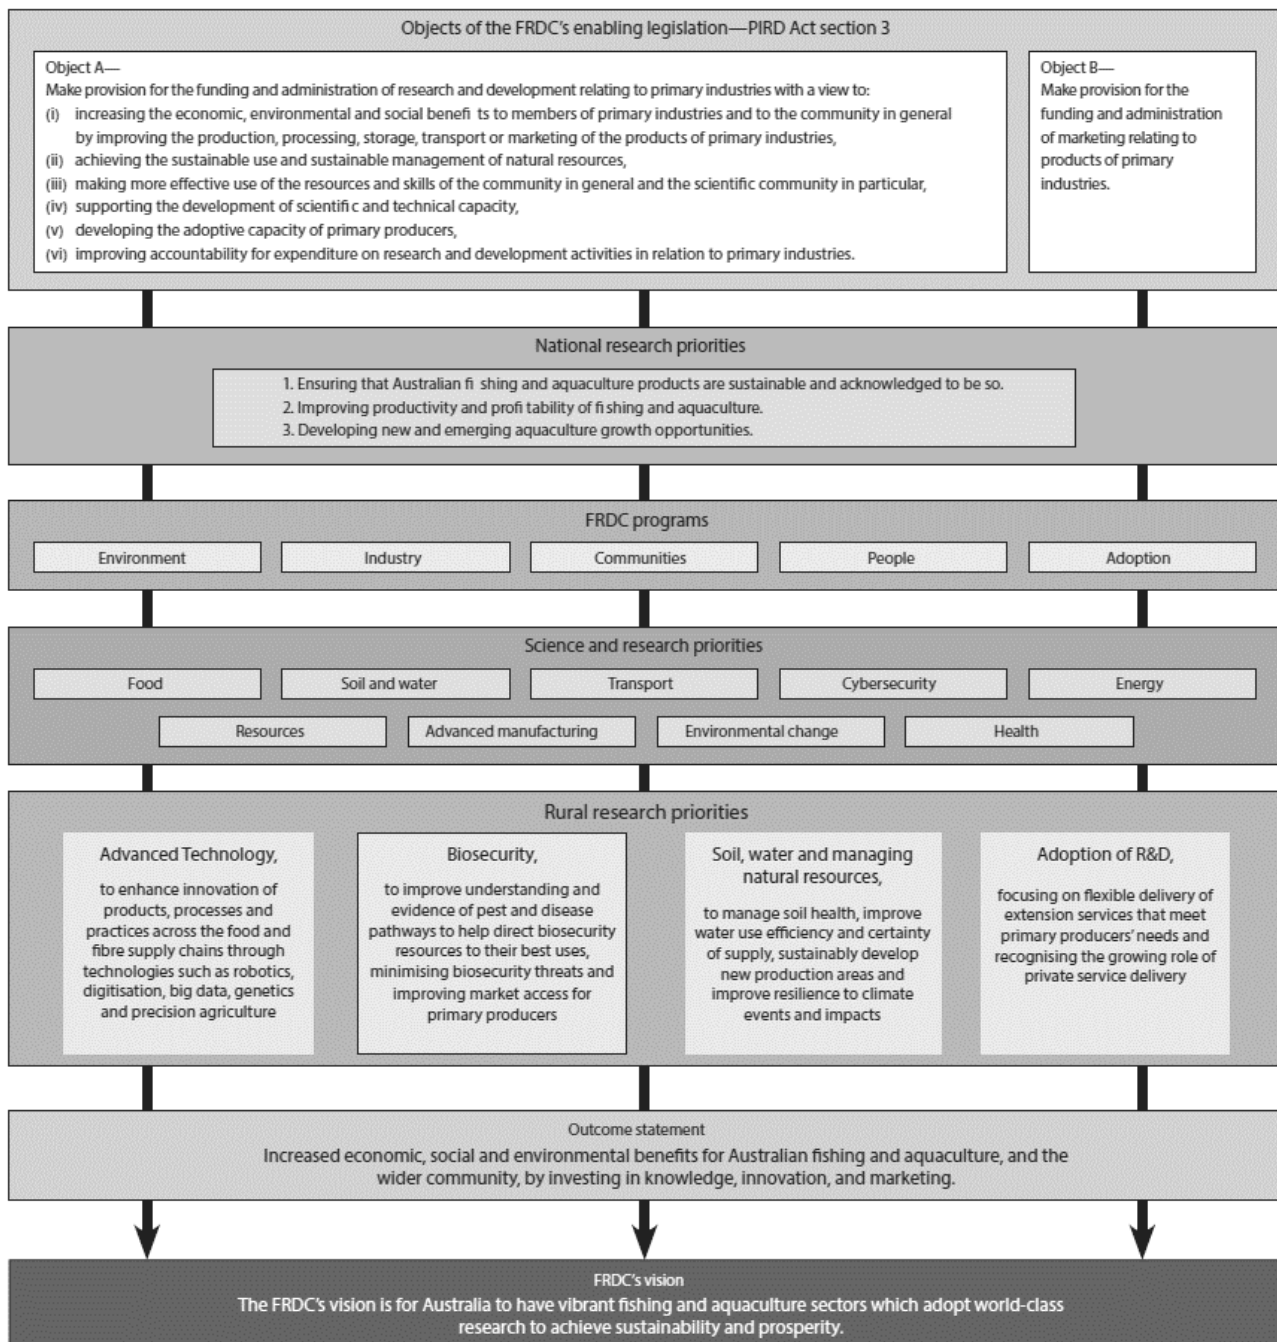 Objects of the FRDC's enabling legislation—PIRD Act section 3
Object A—
Make provision for the funding and administration of research and development relating to primary industries with a view to:
(i) increasing the economic, environmental and social benefi ts to members of primary industries and to the community in general
by improving the production, processing, storage, transport or marketing of the products of primary industries,
(ii) achieving the sustainable use and sustainable management of natural resources,
(iii) making more effective use of the resources and skills of the community in general and the scientific community in particular,
(iv) supporting the development of scientific and technical capacity,
(v) developing the adoptive capacity of primary producers,
(vi) improving accountability for expenditure on research and development activities in relation to primary industries.
Object B—
Make provision for the
funding and administration
of marketing relating to
products of primary
industries.
National research priorities
1. Ensuring that Australian fi shing and aquaculture products are sustainable and acknowledged to be so.
2. Improving productivity and profi tability of fishing and aquaculture.
3. Developing new and emerging aquaculture growth opportunities.
FRDC programs
Environment
Industry
Communities
People
Adoption
Science and research priorities
Food
Soil and water
Transport
Cybersecurity
Energy
Resources
Advanced manufacturing
Environmental change
Health
Rural research priorities
Advanced Technology,
to enhance innovation of
products, processes and
practices across the food and
fibre supply chains through
technologies such as robotics,
digitisation, big data, genetics
and precision agriculture
Biosecurity,
to improve understanding and
evidence of pest and disease
pathways to help direct biosecurity
resources to their best uses,
minimising biosecurity threats and
improving market access for
primary producers
Soil, water and managing
natural resources,
to manage soil health, improve
water use efficiency and certainty
of supply, sustainably develop
new production areas and
improve resilience to climate
events and impacts
Adoption of R&D,
focusing on flexible delivery of
extension services that meet
primary producers' needs and
recognising the growing role of
private service delivery
Outcome statement
Increased economic, social and environmental benefits for Australian fishing and aquaculture, and the
wider community, by investing in knowledge, innovation, and marketing.
FRDC's vision
The FRDC's vision is for Australia to have vibrant fishing and aquaculture sectors which adopt world-class
research to achieve sustainability and prosperity.